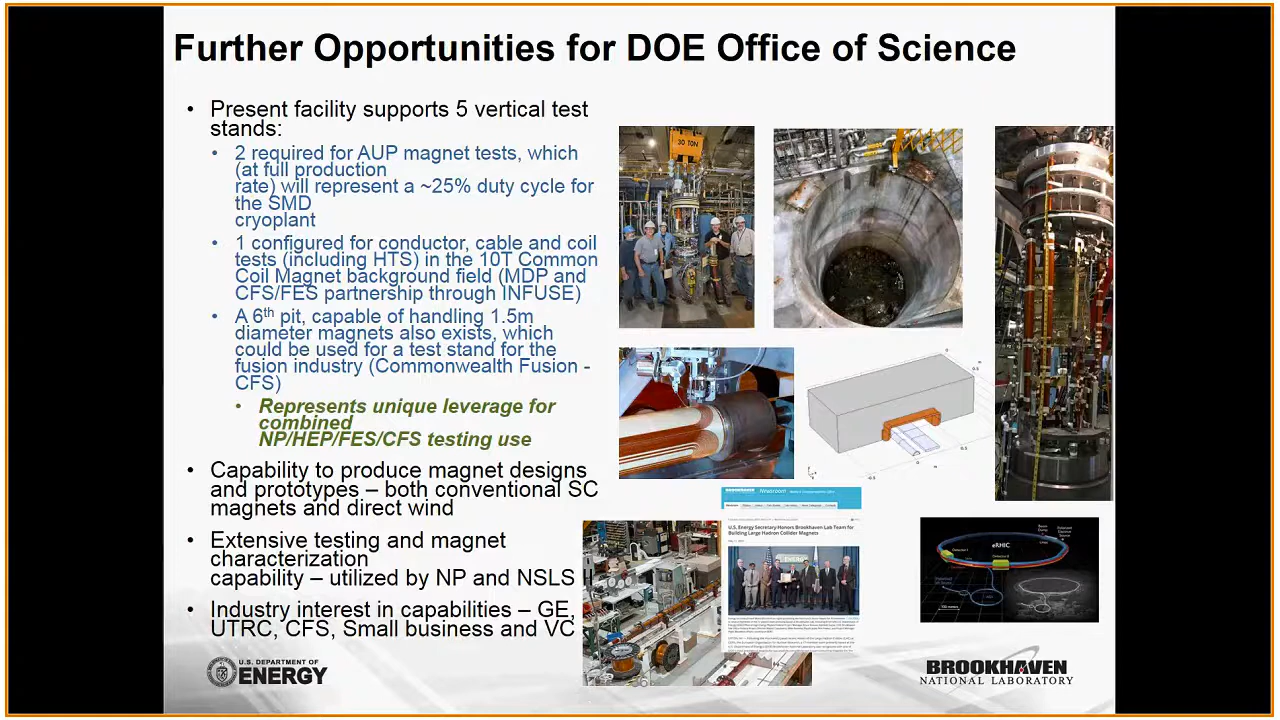 Further Opportunities for DOE Office of Science
• Present facility supports 5 vertical test
stands:
• 2 required for AUP magnet tests, which
(at full production
rate) will represent a ~25% duty cycle for
the SMD
cryoplant
• 1 configured for conductor, cable and coil
tests (including HTS) in the 10T Common
Coil Magnet background field (MDP and
CFS/FES partnership through INFUSE)
• A 6th pit, capable of handling 1.5m
diameter magnets also exists, which
could be used for a test stand for the
fusion industry (Commonwealth Fusion -
CFS)
• Represents unique leverage for
combined
NP/HEP/FES/CFS testing use
• Capability to produce magnet designs
and prototypes – both conventional SC
magnets and direct wind
• Extensive testing and magnet
characterization
capability – utilized by NP and NSLS II
• Industry interest in capabilities – GE,
UTRC, CFS, Small business and VC
30 TON
BROOKHAVEN Newsroom
U.S. Energy Secretary Honors Brookhaven Lab Team for
Building Large Hadron Collider Magnets
eRHIC
U.S. DEPARTMENT OF
ENERGY
BROOKHAVEN
NATIONAL LABORATORY